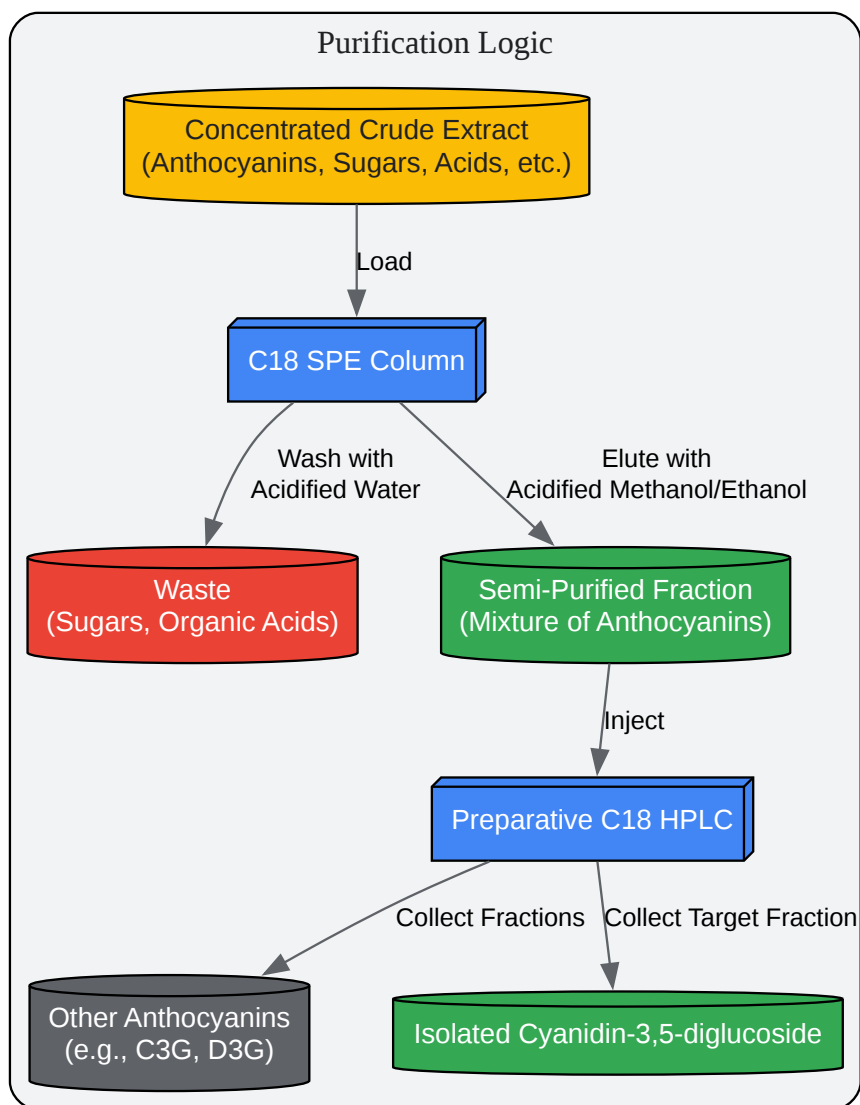 Purification Logic
Concentrated Crude Extract
(Anthocyanins, Sugars, Acids, etc.)
Load
C18 SPE Column
Wash with
Acidified Water
Elute with
Acidified Methanol/Ethanol
Waste
(Sugars, Organic Acids)
Semi-Purified Fraction
(Mixture of Anthocyanins)
Inject
Preparative C18 HPLC
Collect Fractions
Collect Target Fraction
Other Anthocyanins
(e.g., C3G, D3G)
Isolated Cyanidin-3,5-diglucoside